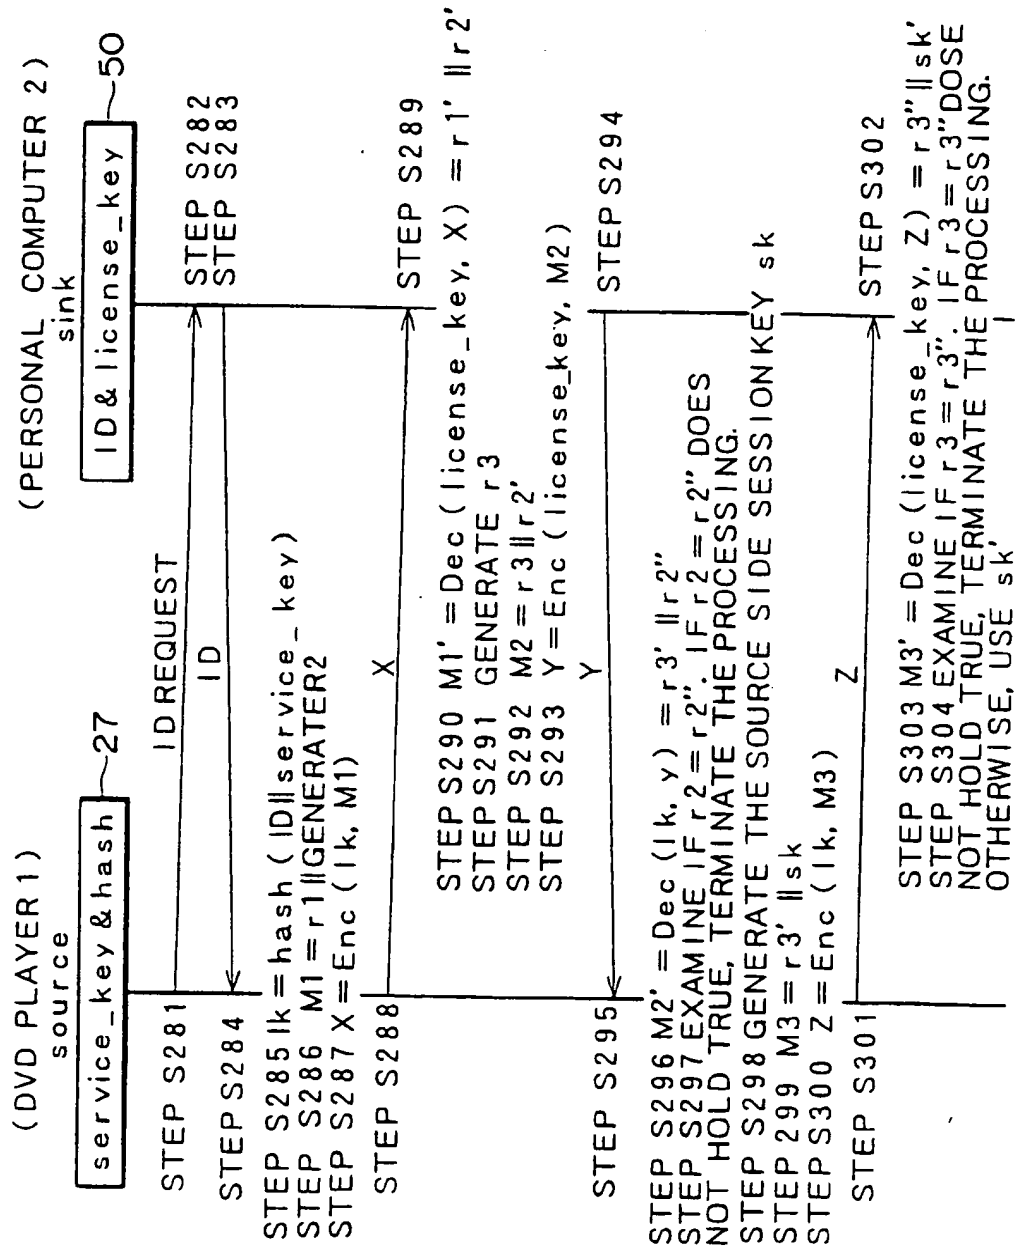 (DVD PLAYER 1)
source
service_key & hash
27
(PERSONAL COMPUTER 2)
sink
ID & license_key
50
STEP S281
ID REQUEST
STEP S282
STEP S283
ID
STEP S284
STEP S285 lk = hash (ID || service_key)
STEP S286 M1 = r1 || GENERATER2
STEP S287 X = Enc (lk, M1)
STEP S288
X
STEP S289
STEP S290 M1' = Dec (license_key, X) = r1' || r2'
STEP S291 GENERATE r3
STEP S292 M2 = r3 || r2'
STEP S293 Y = Enc (license_key, M2)
STEP S294
Y
STEP S295
STEP S296 M2' = Dec (lk, y) = r3' || r2"
STEP S297 EXAMINE IF r2 = r2". IF r2 = r2" DOES
NOT HOLD TRUE, TERMINATE THE PROCESSING.
STEP S298 GENERATE THE SOURCE SIDE SESSION KEY sk
STEP 299 M3 = r3' || sk
STEP S300 Z = Enc (lk, M3)
STEP S301
Z
STEP S302
STEP S303 M3' = Dec (license_key, Z) = r3" || sk'
STEP S304 EXAMINE IF r3 = r3". IF r3 = r3" DOSE
NOT HOLD TRUE, TERMINATE THE PROCESSING.
OTHERWISE, USE sk'